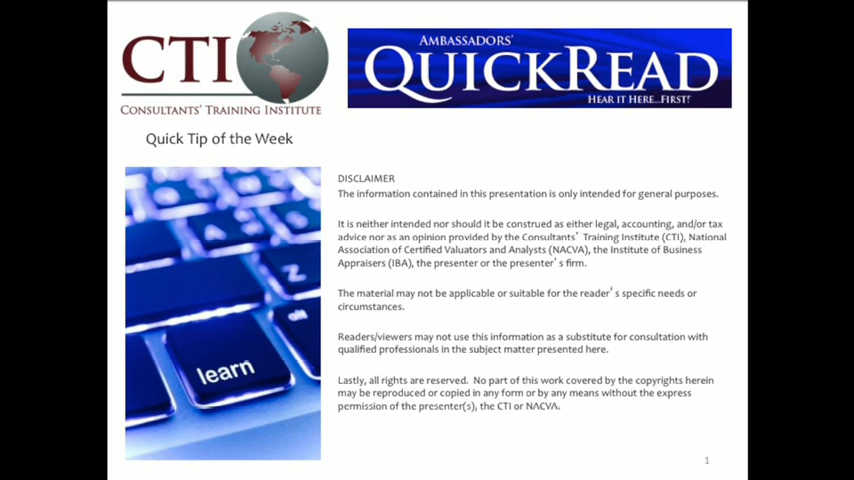 CTI
CONSULTANTS' TRAINING INSTITUTE
AMBASSADORS'
QUICKREAD
HEAR IT HERE...FIRST!
Quick Tip of the Week
DISCLAIMER
The information contained in this presentation is only intended for general purposes.
It is neither intended nor should it be construed as either legal, accounting, and/or tax
advice nor as an opinion provided by the Consultants' Training Institute (CTI), National
Association of Certified Valuators and Analysts (NACVA), the Institute of Business
Appraisers (IBA), the presenter or the presenter's firm.
The material may not be applicable or suitable for the reader's specific needs or
circumstances.
Readers/viewers may not use this information as a substitute for consultation with
qualified professionals in the subject matter presented here.
Lastly, all rights are reserved. No part of this work covered by the copyrights herein
may be reproduced or copied in any form or by any means without the express
permission of the presenter(s), the CTI or NACVA.
Z
learn
1